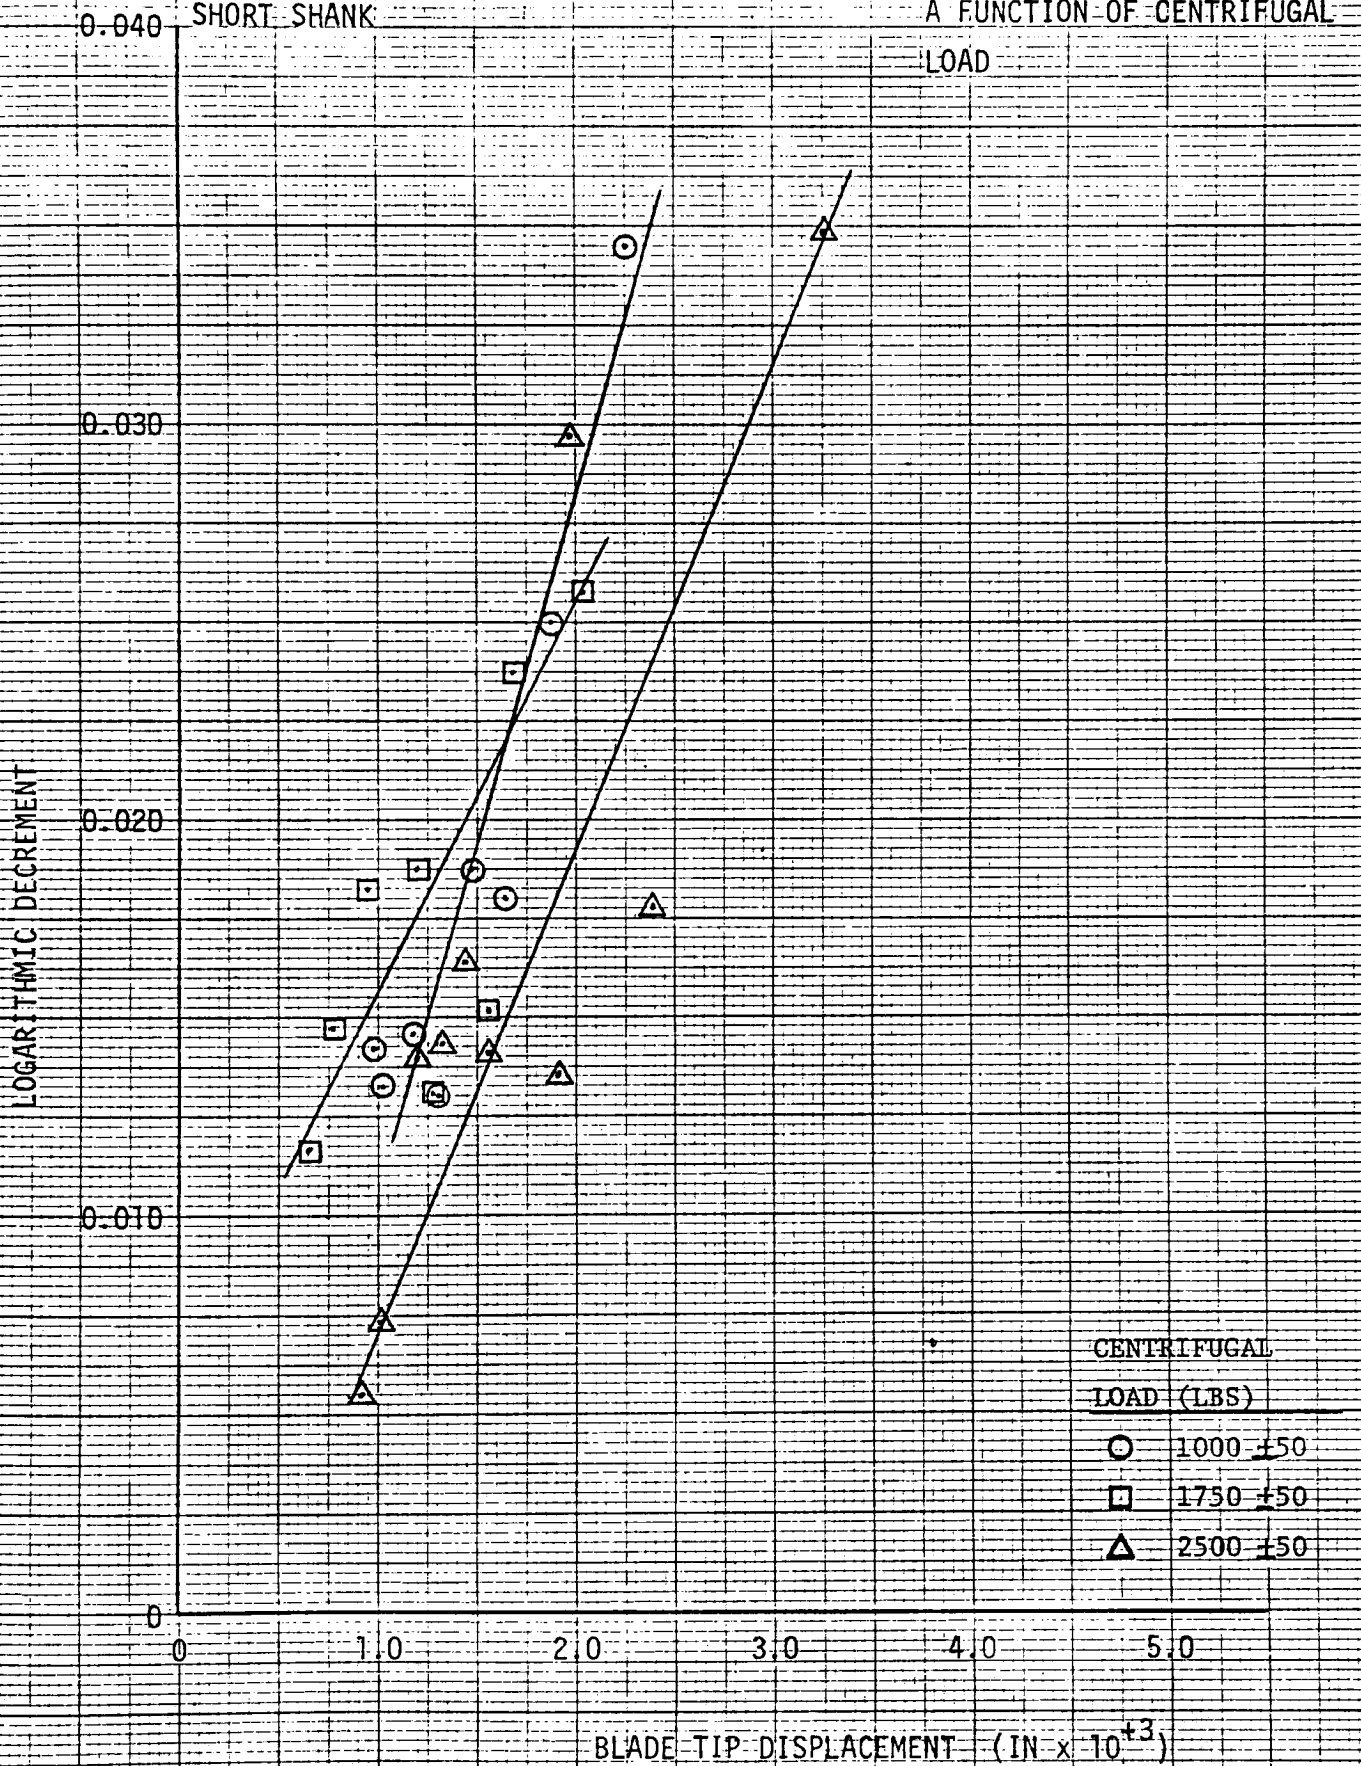 SHORT SHANK
A FUNCTION OF CENTRIFUGAL
LOAD
0.040
0.030
0.020
0.010
0
LOGARITHMIC DECREMENT
0 1.0 2.0 3.0 4.0 5.0
BLADE TIP DISPLACEMENT (IN x 10+3)
CENTRIFUGAL
LOAD (LBS)
1000 ±50
1750 ±50
2500 ±50